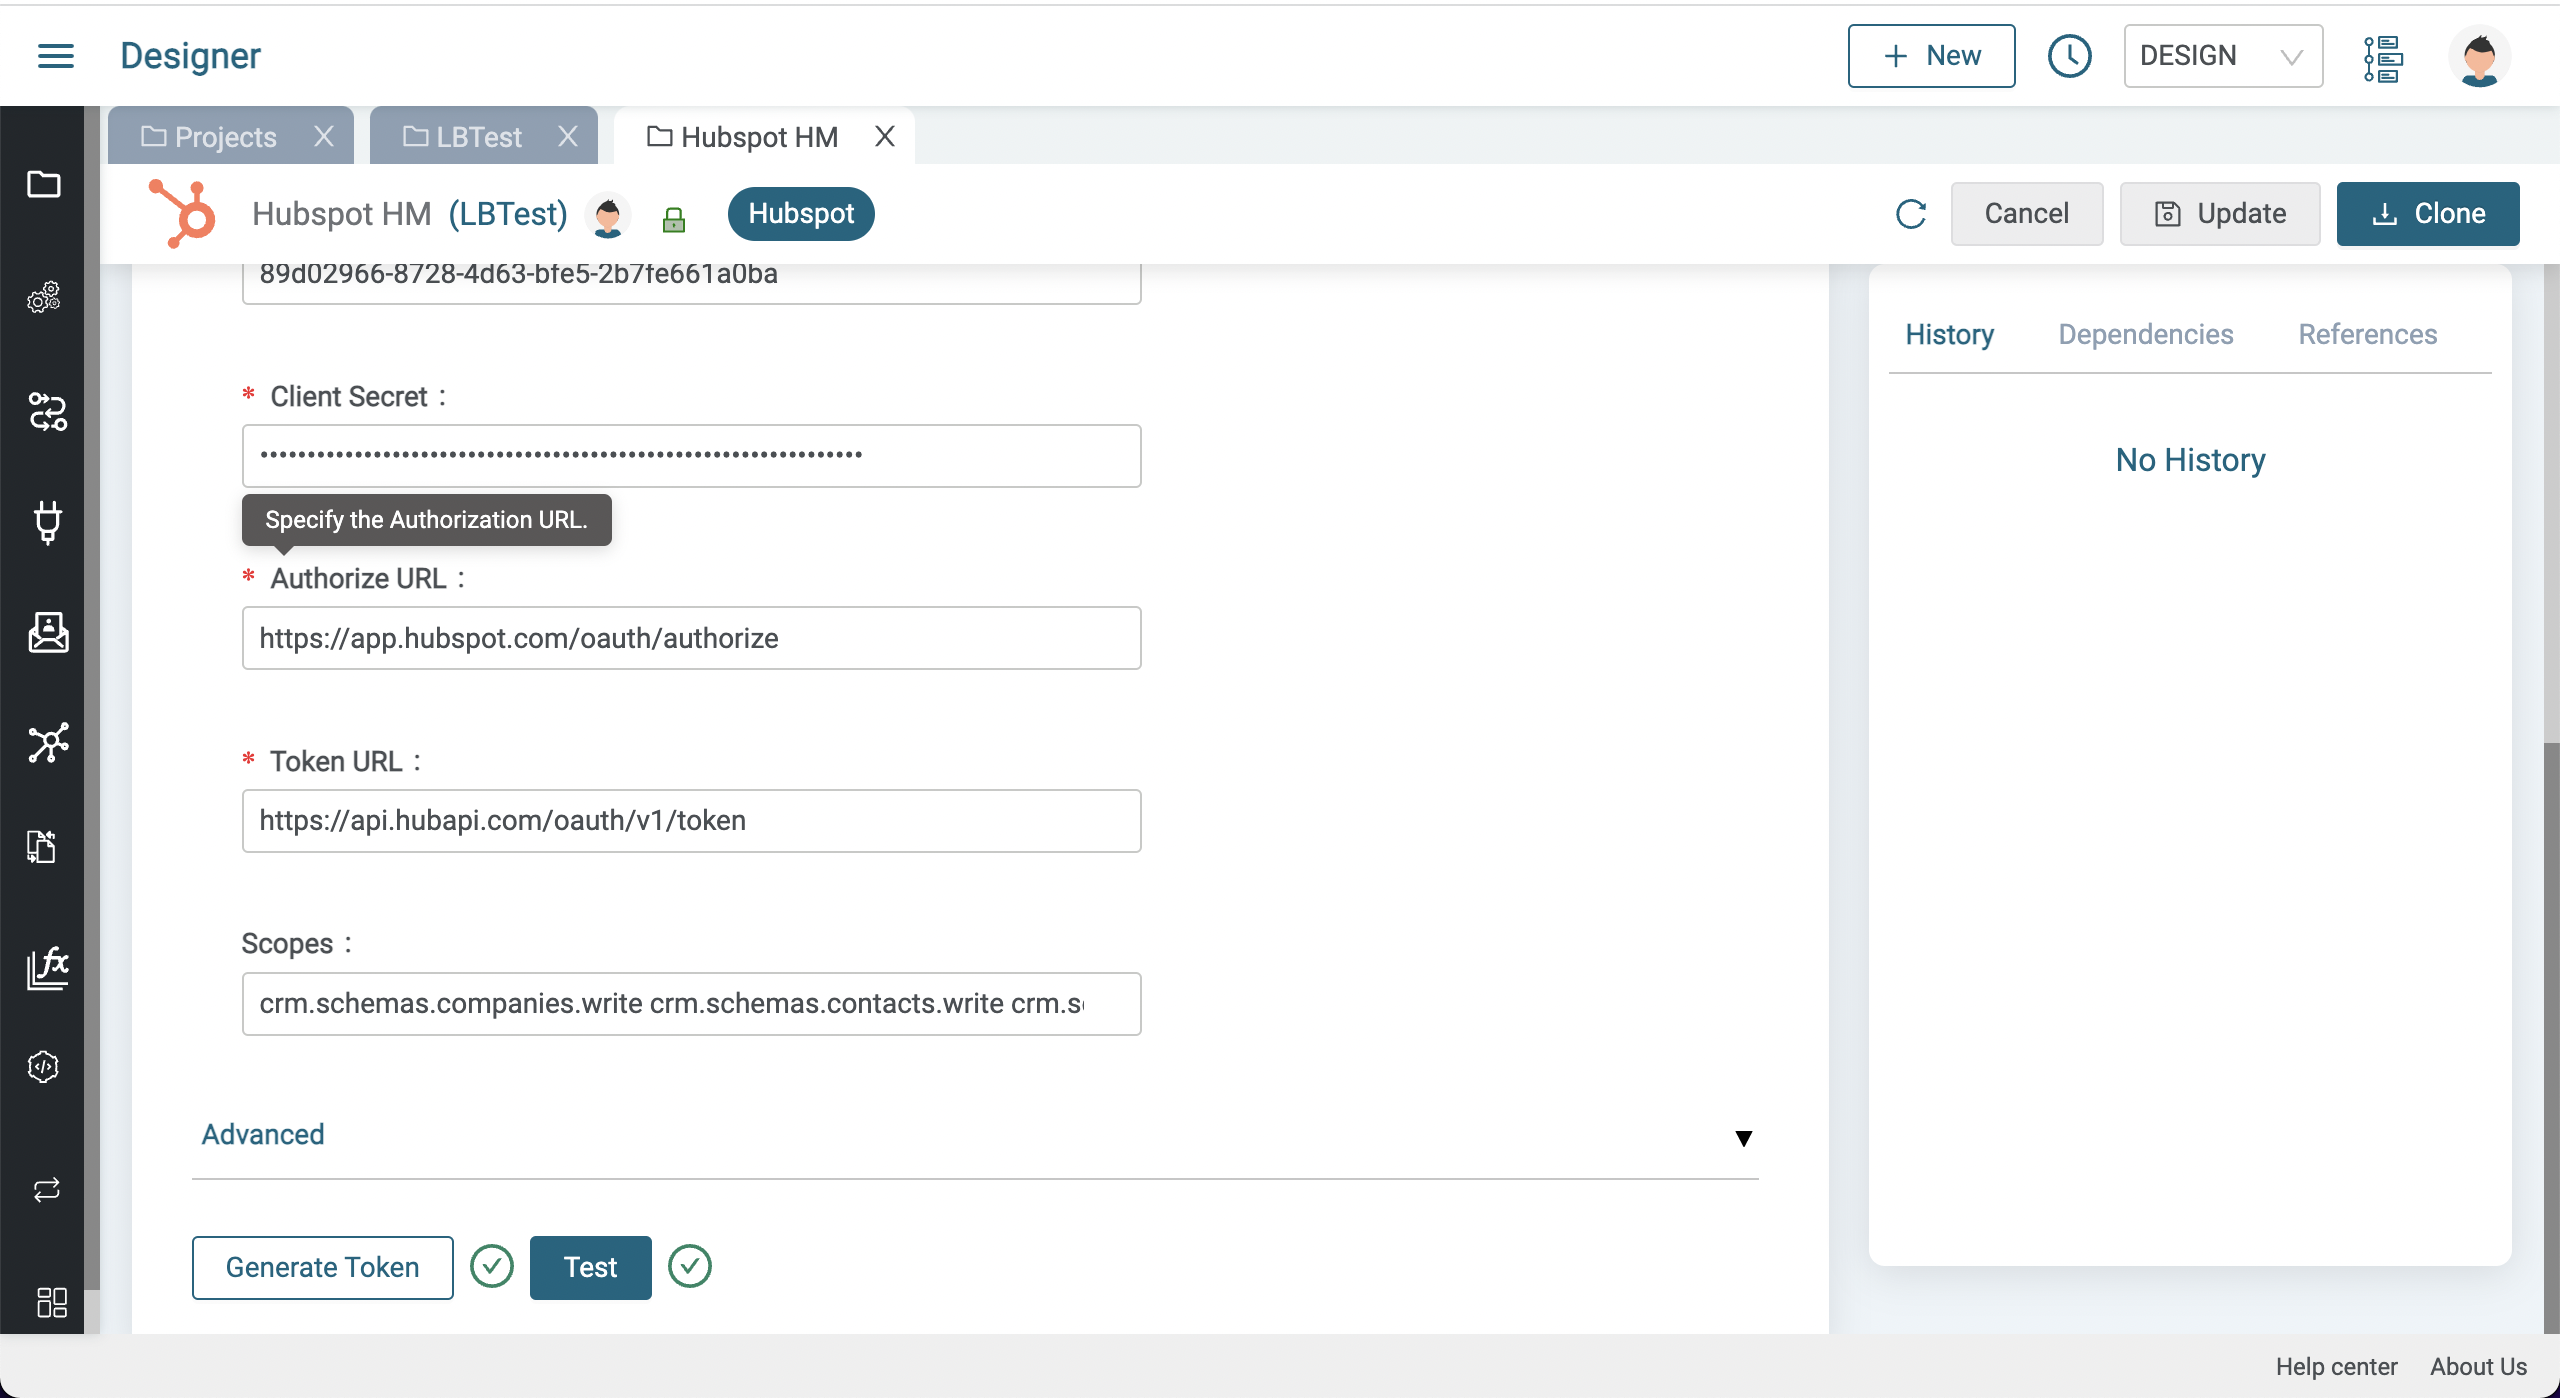 Designer
+ New
DESIGN
Projects X
LBTest X
Hubspot HM X
Hubspot HM (LBTest)
Hubspot
Cancel
Update
Clone
89d02966-8728-4d63-bfe5-2b7fe661a0ba
* Client Secret :
Specify the Authorization URL.
* Authorize URL :
https://app.hubspot.com/oauth/authorize
* Token URL :
https://api.hubapi.com/oauth/v1/token
Scopes :
crm.schemas.companies.write crm.schemas.contacts.write crm.s
Advanced
Generate Token
Test
History
Dependencies
References
No History
Help center
About Us